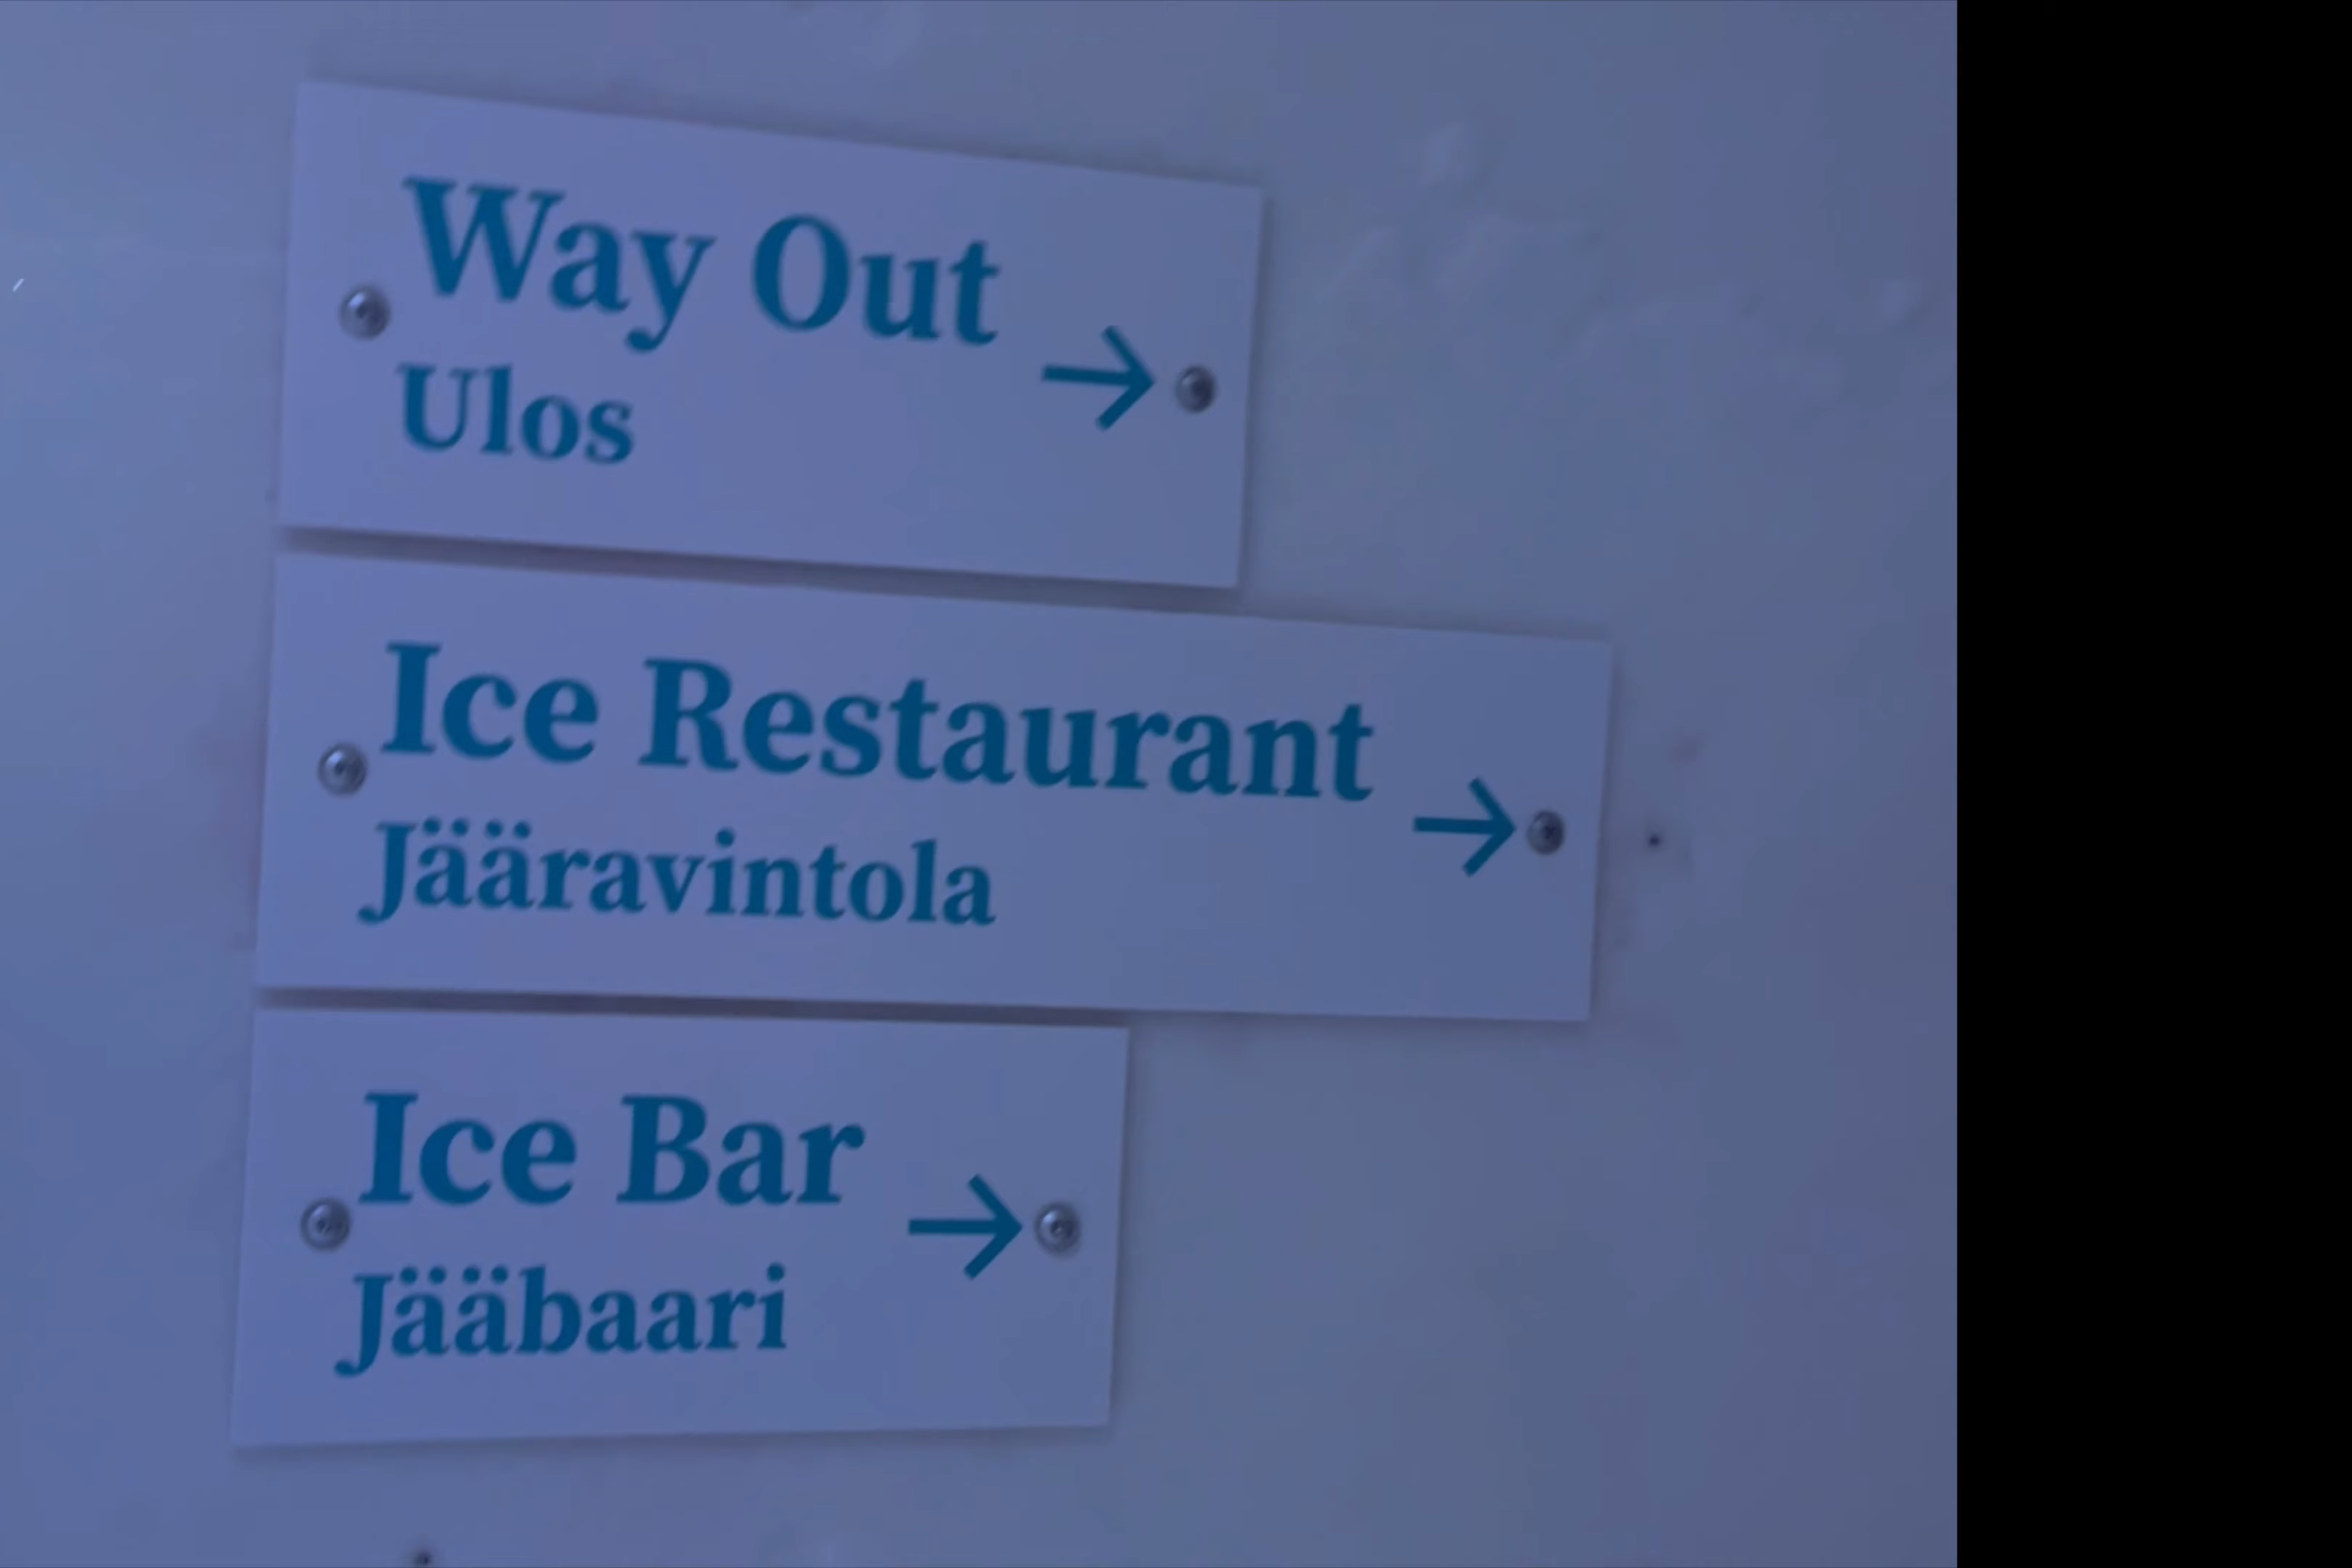 Way Out →
Ulos
Ice Restaurant →
Jääravintola
Ice Bar →
Jääbaari